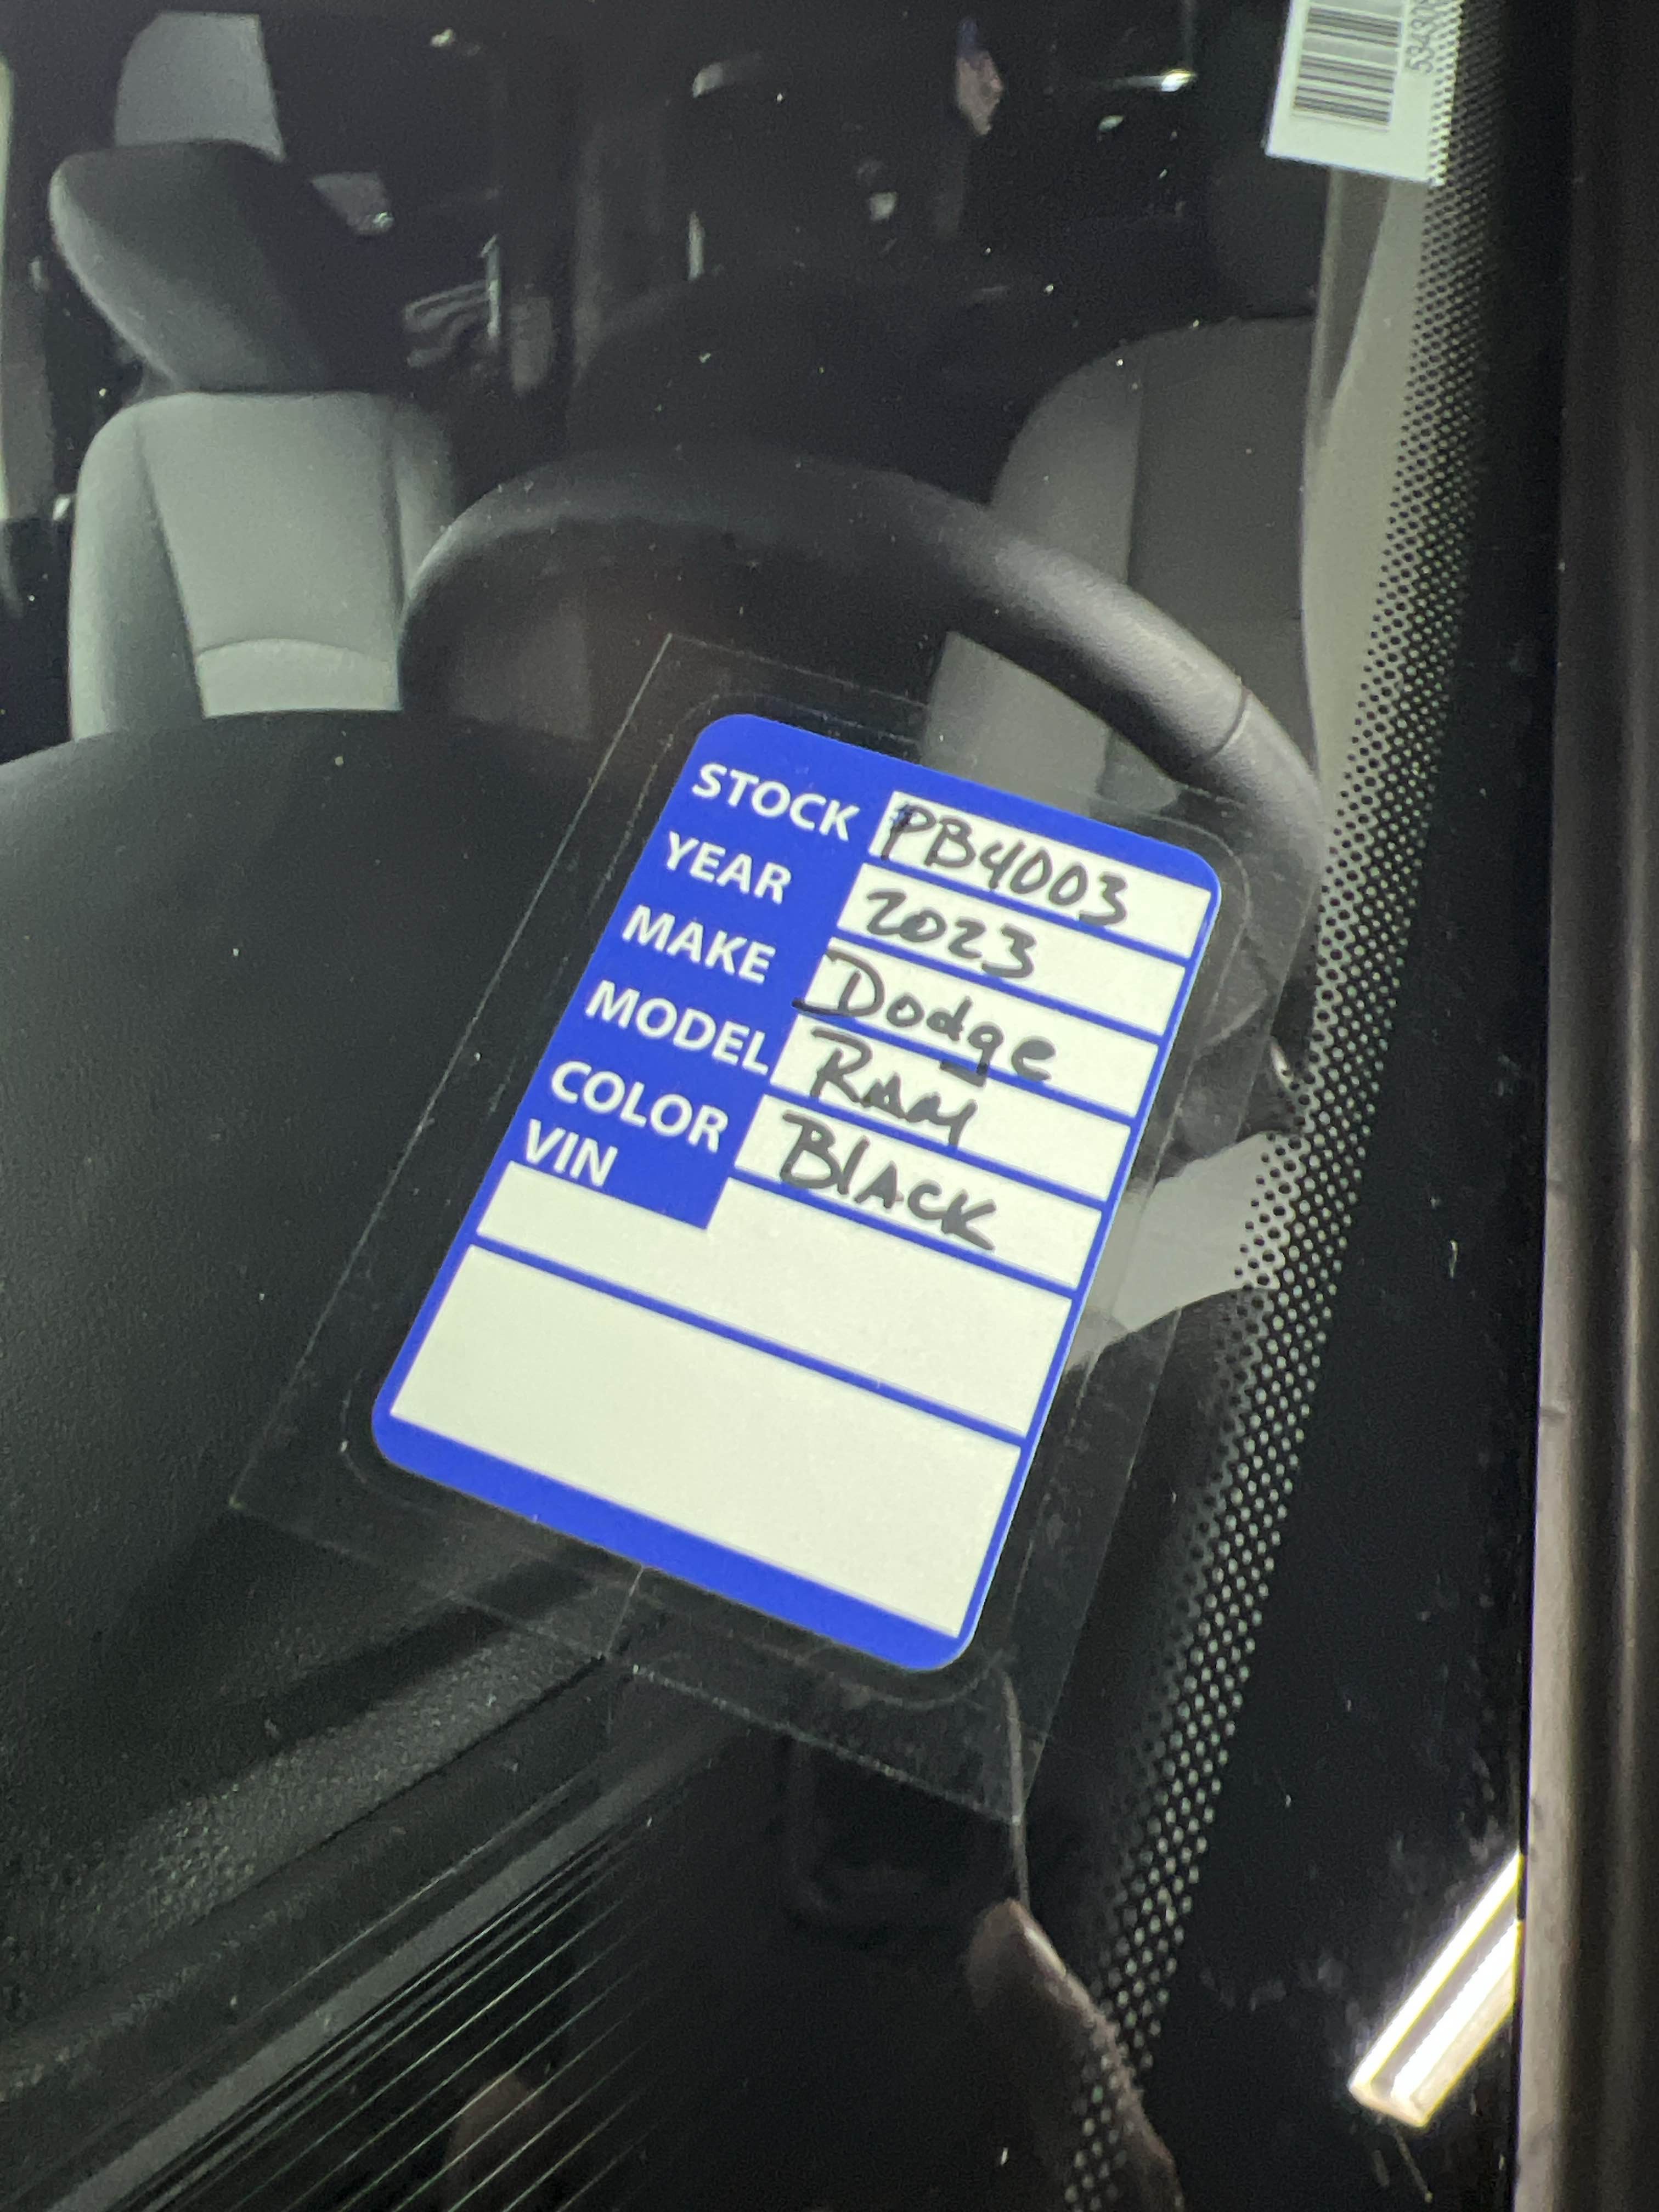 STOCK PB4003
YEAR 2023
MAKE Dodge
MODEL RAM
COLOR BLACK
VIN